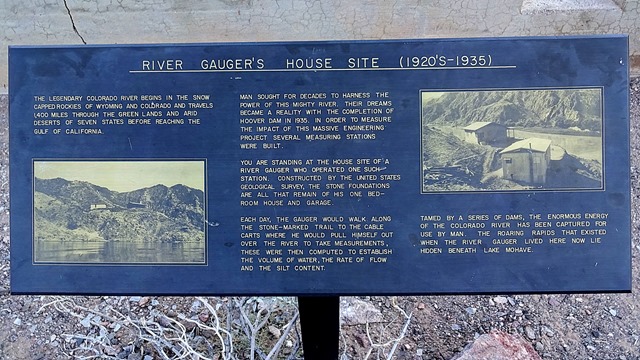 RIVER GAUGER'S HOUSE SITE (1920'S-1935)
THE LEGENDARY COLORADO RIVER BEGINS IN THE SNOW
CAPPED ROCKIES OF WYOMING AND COLORADO AND TRAVELS
1,400 MILES THROUGH THE GREEN LANDS AND ARID
DESERTS OF SEVEN STATES BEFORE REACHING THE
GULF OF CALIFORNIA.
MAN SOUGHT FOR DECADES TO HARNESS THE
POWER OF THIS MIGHTY RIVER. THEIR DREAMS
BECAME A REALITY WITH THE COMPLETION OF
HOOVER DAM IN 1935. IN ORDER TO MEASURE
THE IMPACT OF THIS MASSIVE ENGINEERING
PROJECT SEVERAL MEASURING STATIONS
WERE BUILT.
YOU ARE STANDING AT THE HOUSE SITE OF A
RIVER GAUGER WHO OPERATED ONE SUCH
STATION. CONSTRUCTED BY THE UNITED STATES
GEOLOGICAL SURVEY, THE STONE FOUNDATIONS
ARE ALL THAT REMAIN OF HIS ONE BED-
ROOM HOUSE AND GARAGE.
EACH DAY, THE GAUGER WOULD WALK ALONG
THE STONE-MARKED TRAIL TO THE CABLE
CARTS WHERE HE WOULD PULL HIMSELF OUT
OVER THE RIVER TO TAKE MEASUREMENTS,
THESE WERE THEN COMPUTED TO ESTABLISH
THE VOLUME OF WATER, THE RATE OF FLOW
AND THE SILT CONTENT.
TAMED BY A SERIES OF DAMS, THE ENORMOUS ENERGY
OF THE COLORADO RIVER HAS BEEN CAPTURED FOR
USE BY MAN. THE ROARING RAPIDS THAT EXISTED
WHEN THE RIVER GAUGER LIVED HERE NOW LIE
HIDDEN BENEATH LAKE MOHAVE.